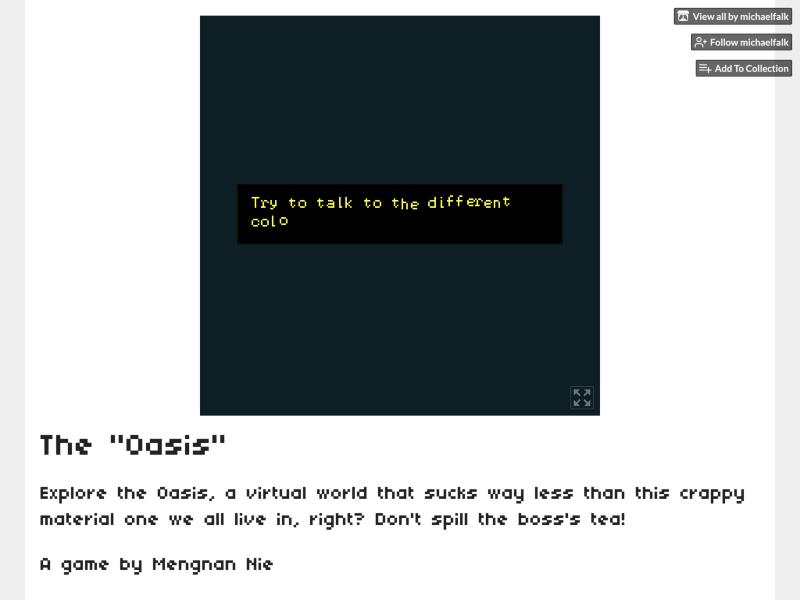 View all by michaelfalk
Follow michaelfalk
Add To Collection
Try to talk to the different
colo
The "Oasis"
Explore the Oasis, a virtual world that sucks way less than this crappy
material one we all live in, right? Don't spill the boss's tea!
A game by Mengnan Nie